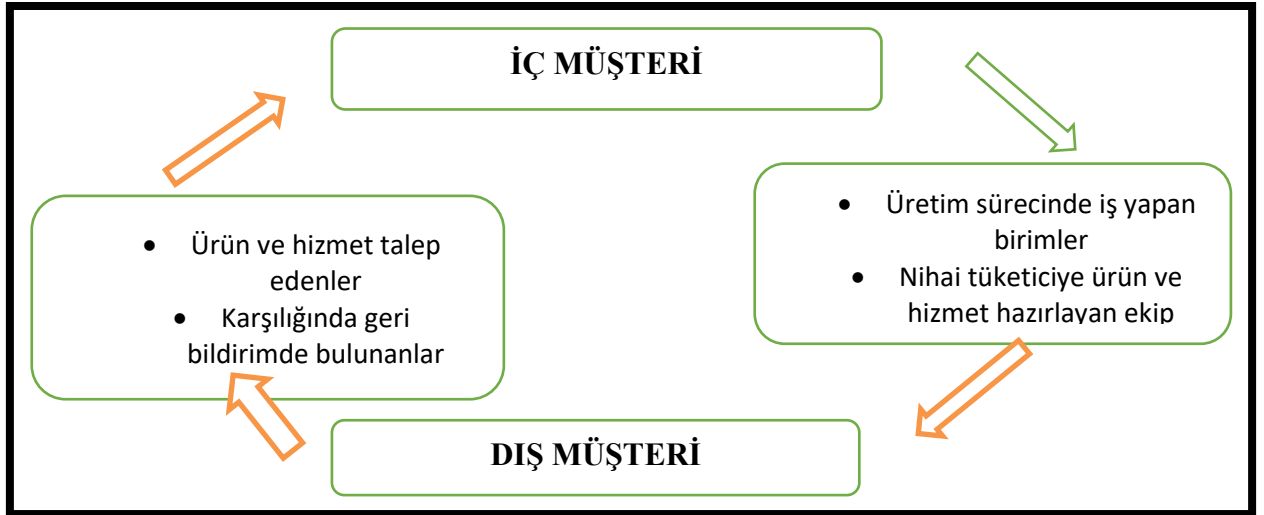 İÇ MÜŞTERİ
• Üretim sürecinde iş yapan
birimler
• Nihai tüketiciye ürün ve
hizmet hazırlayan ekip
• Ürün ve hizmet talep
edenler
• Karşılığında geri
bildirimde bulunanlar
DIŞ MÜŞTERİ